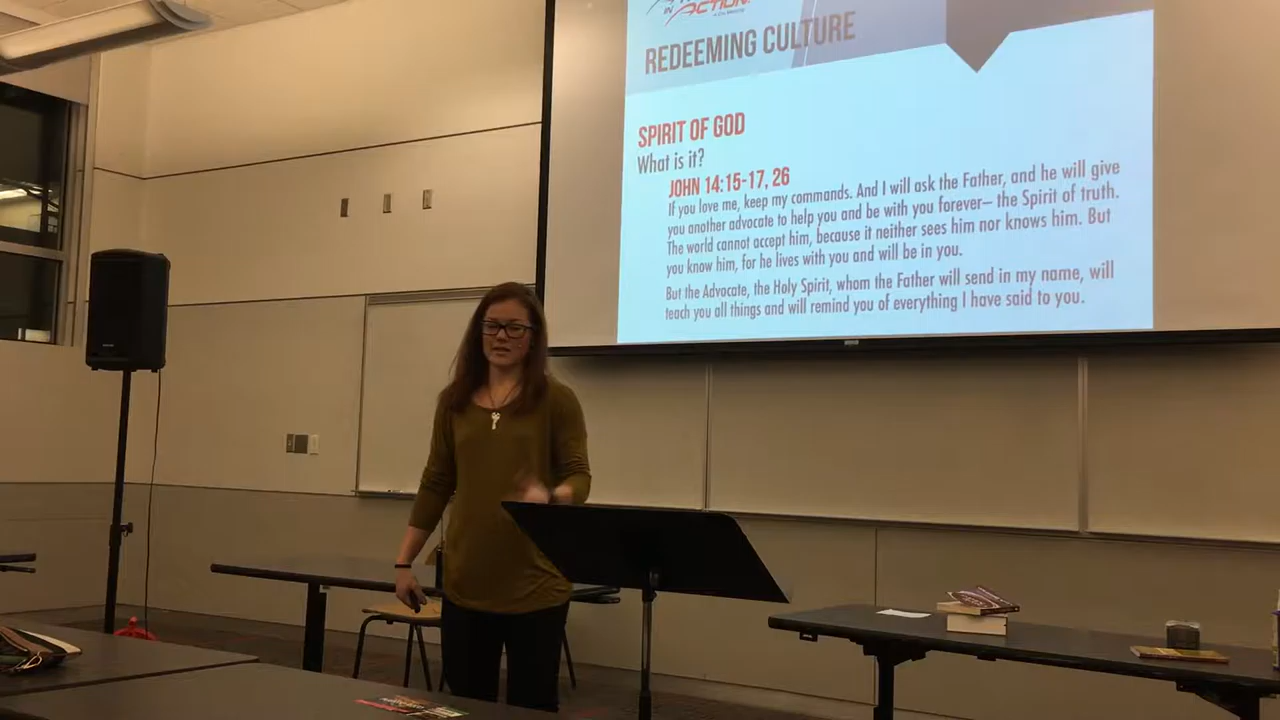 IN ACTION
REDEEMING CULTURE
SPIRIT OF GOD
What is it?
JOHN 14:15-17, 26
If you love me, keep my commands. And I will ask the Father, and he will give
you another advocate to help you and be with you forever– the Spirit of truth.
The world cannot accept him, because it neither sees him nor knows him. But
you know him, for he lives with you and will be in you.
But the Advocate, the Holy Spirit, whom the Father will send in my name, will
teach you all things and will remind you of everything I have said to you.